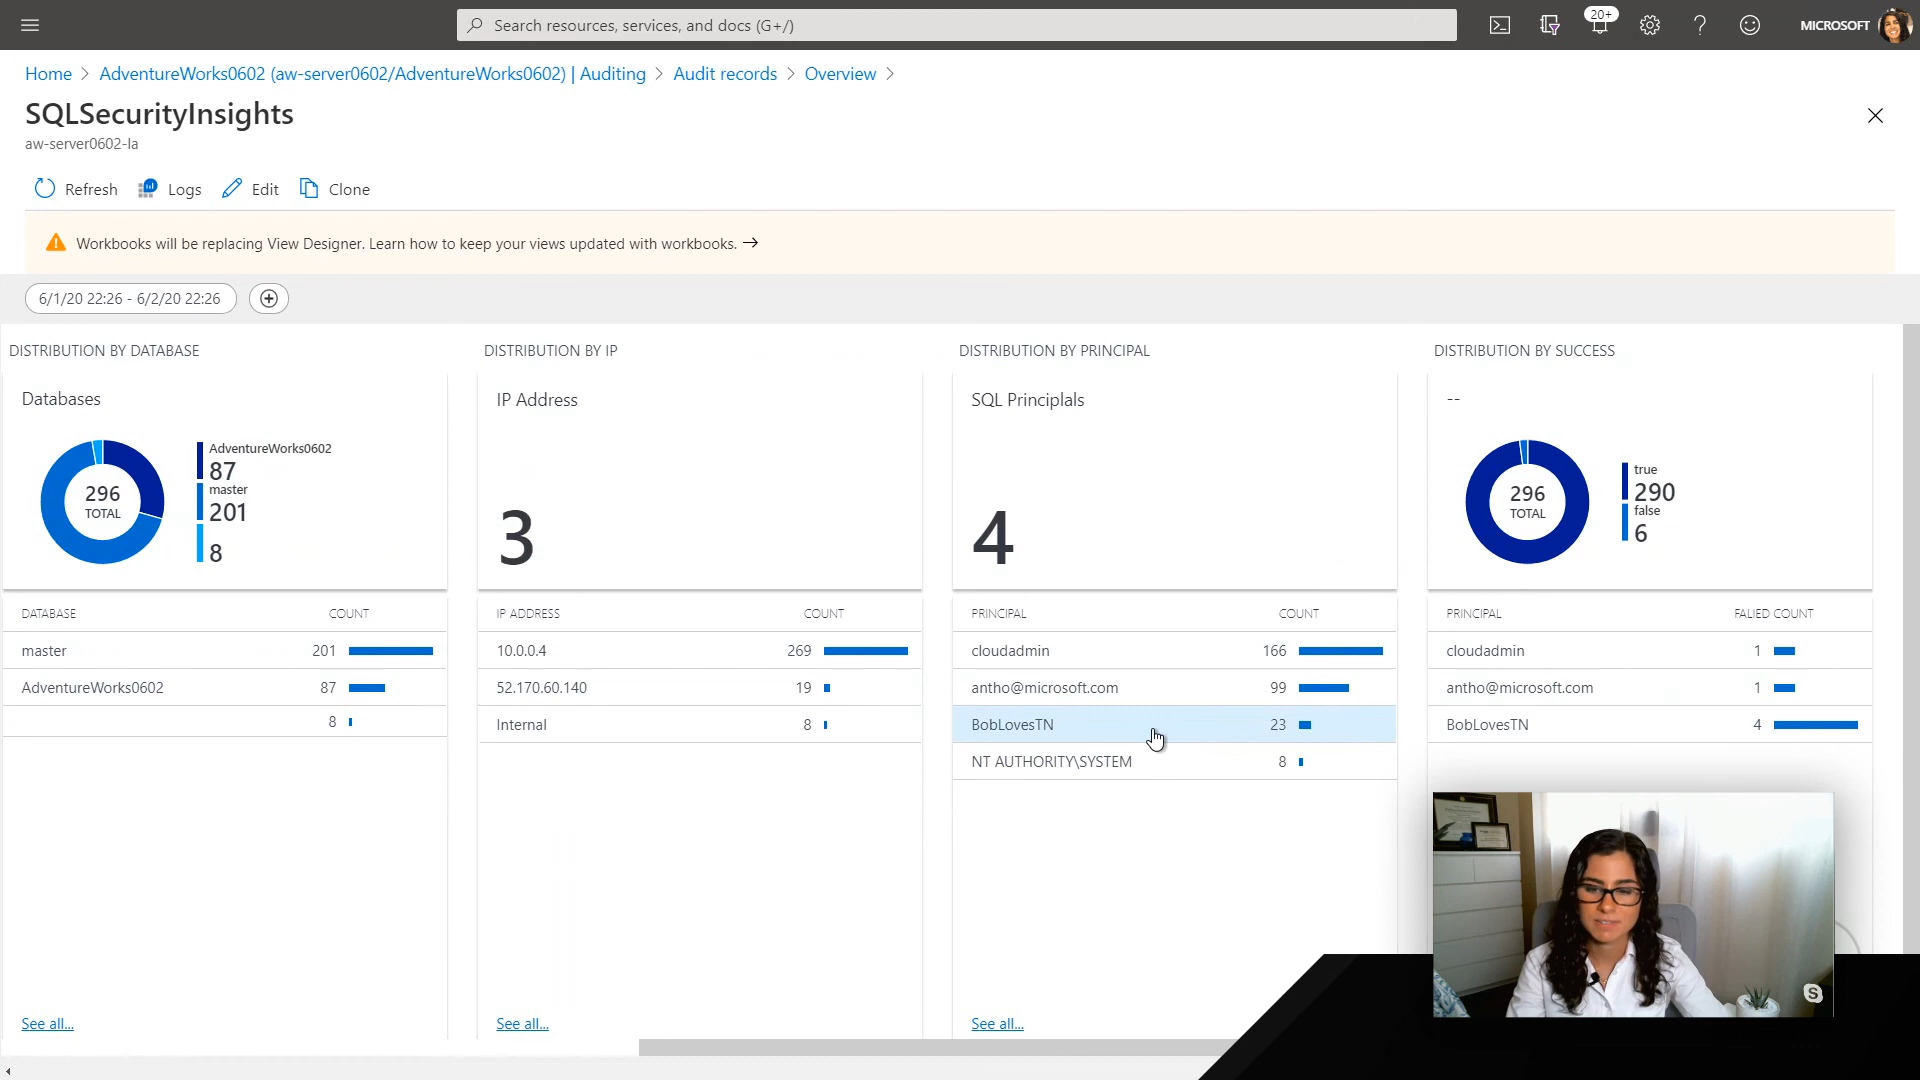 Search resources, services, and docs (G+/)
20+
MICROSOFT
Home > AdventureWorks0602 (aw-server0602/AdventureWorks0602) | Auditing > Audit records > Overview >
SQLSecurityInsights
aw-server0602-la
Refresh
Logs
Edit
Clone
Workbooks will be replacing View Designer. Learn how to keep your views updated with workbooks. →
6/1/20 22:26 - 6/2/20 22:26
DISTRIBUTION BY DATABASE
Databases
296
TOTAL
AdventureWorks0602
87
master
201
8
DATABASE COUNT
master 201
AdventureWorks0602 87
8
See all...
DISTRIBUTION BY IP
IP Address
3
IP ADDRESS COUNT
10.0.0.4 269
52.170.60.140 19
Internal 8
See all...
DISTRIBUTION BY PRINCIPAL
SQL Principlals
4
PRINCIPAL COUNT
cloudadmin 166
antho@microsoft.com 99
BobLovesTN 23
NT AUTHORITY\SYSTEM 8
See all...
DISTRIBUTION BY SUCCESS
--
296
TOTAL
true
290
false
6
PRINCIPAL FALIED COUNT
cloudadmin 1
antho@microsoft.com 1
BobLovesTN 4